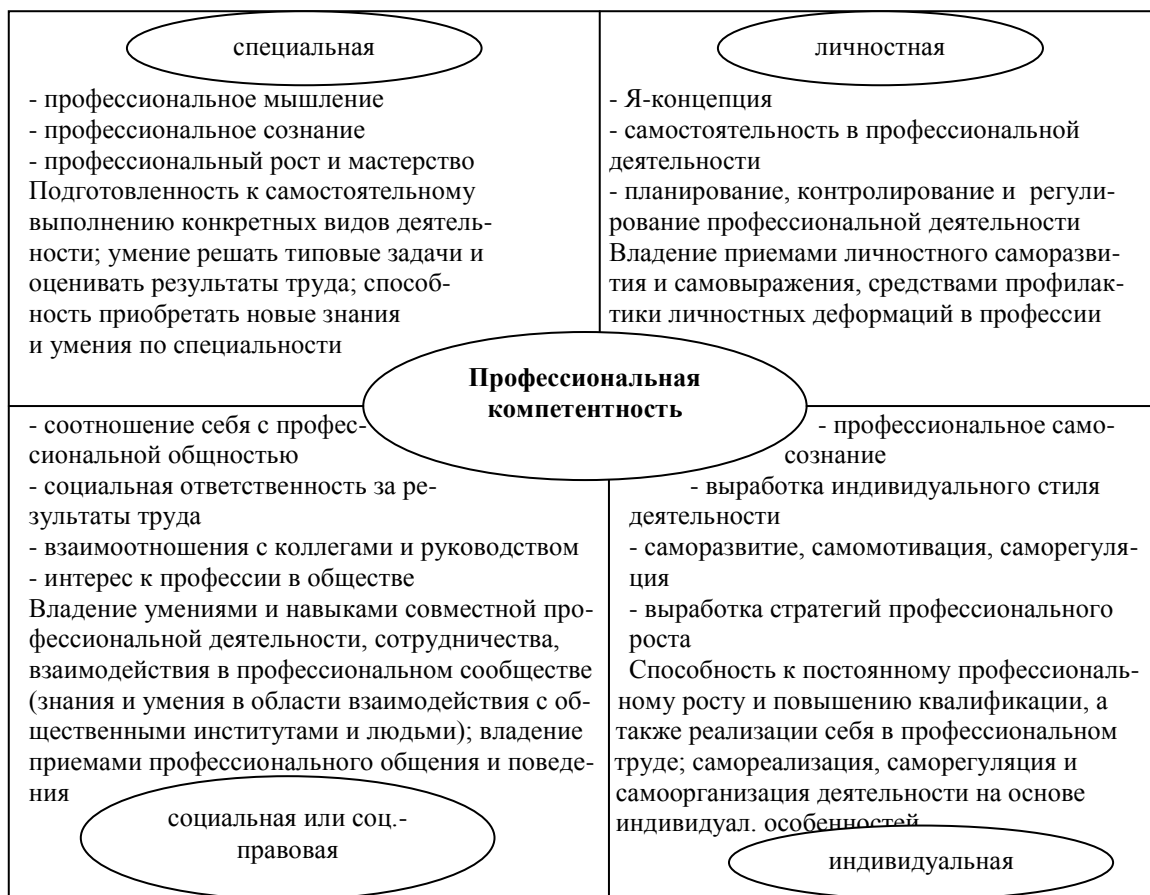 специальная
- профессиональное мышление
- профессиональное сознание
- профессиональный рост и мастерство
Подготовленность к самостоятельному
выполнению конкретных видов деятель-
ности; умение решать типовые задачи и
оценивать результаты труда; способ-
ность приобретать новые знания
и умения по специальности
личностная
- Я-концепция
- самостоятельность в профессиональной
деятельности
- планирование, контролирование и регули-
рование профессиональной деятельности
Владение приемами личностного саморазви-
тия и самовыражения, средствами профилак-
тики личностных деформаций в профессии
Профессиональная
компетентность
- соотношение себя с профес-
сиональной общностью
- социальная ответственность за ре-
зультаты труда
- взаимоотношения с коллегами и руководством
- интерес к профессии в обществе
Владение умениями и навыками совместной про-
фессиональной деятельности, сотрудничества,
взаимодействия в профессиональном сообществе
(знания и умения в области взаимодействия с об-
щественными институтами и людьми); владение
приемами профессионального общения и поведе-
ния
социальная или соц.-
правовая
- профессиональное само-
сознание
- выработка индивидуального стиля
деятельности
- саморазвитие, самомотивация, саморегуля-
ция
- выработка стратегий профессионального
роста
Способность к постоянному профессиональ-
ному росту и повышению квалификации, а
также реализации себя в профессиональном
труде; самореализация, саморегуляция и
самоорганизация деятельности на основе
индивидуал. особенностей
индивидуальная